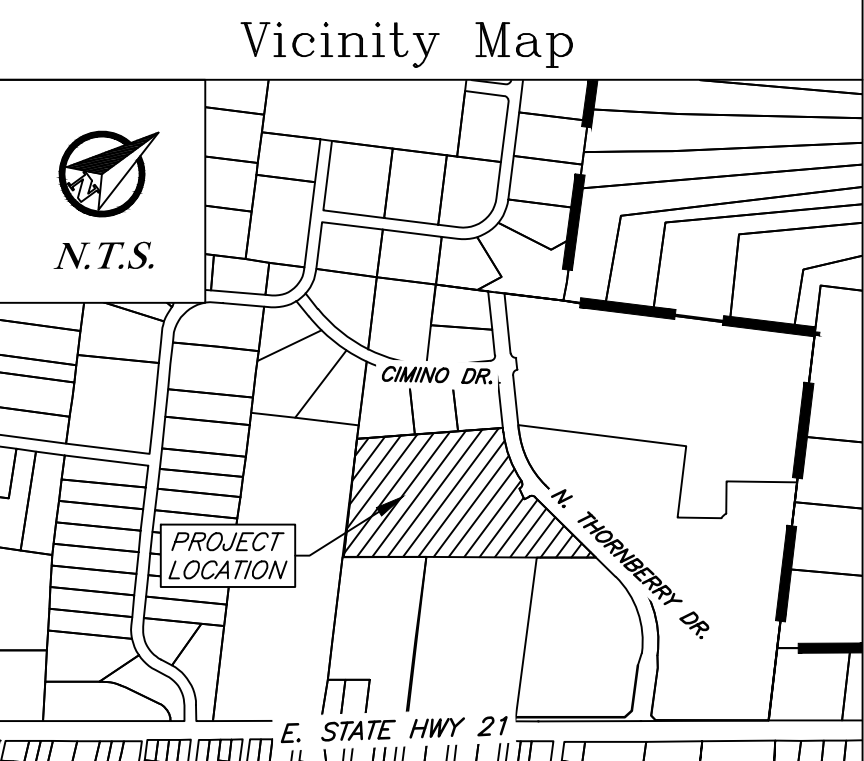 Vicinity Map
N
N.T.S.
CIMINO DR.
N. THORNBERRY DR.
PROJECT
LOCATION
E. STATE HWY 21